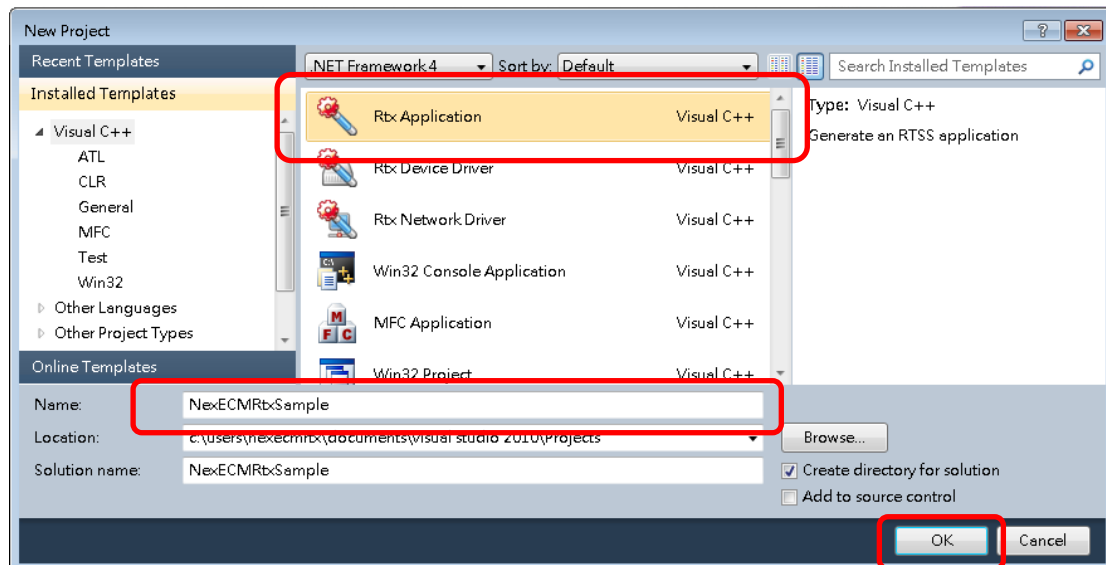 New Project
Recent Templates
.NET Framework 4 Sort by: Default Search Installed Templates
Installed Templates
Visual C++
ATL
CLR
General
MFC
Test
Win32
Other Languages
Other Project Types
Online Templates
Rtx Application Visual C++
Rtx Device Driver Visual C++
Rtx Network Driver Visual C++
Win32 Console Application Visual C++
MFC Application Visual C++
Win32 Project Visual C++
Type: Visual C++
Generate an RTSS application
Name: NexECMRtxSample
Location: c:\users\nexecmrtx\documents\visual studio 2010\Projects Browse...
Solution name: NexECMRtxSample
Create directory for solution
Add to source control
OK Cancel